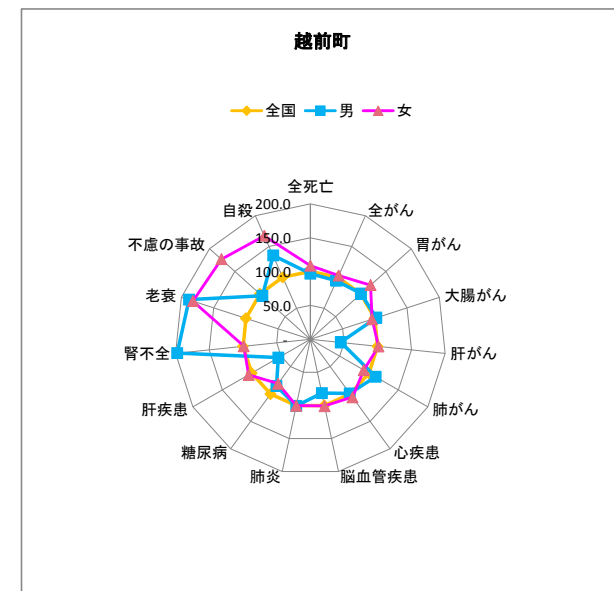 越前町
全国 男 女
全死亡
全がん
胃がん
大腸がん
肝がん
肺がん
心疾患
脳血管疾患
肺炎
糖尿病
肝疾患
腎不全
老衰
不慮の事故
自殺
200.0
150.0
100.0
50.0
-